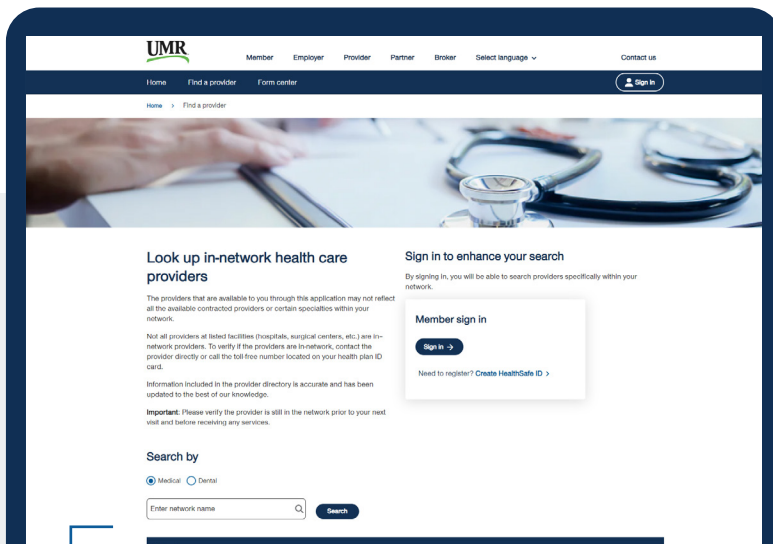 UMR
Member Employer Provider Partner Broker Select language Contact us
Home Find a provider Form center Sign in
Home > Find a provider
Look up in-network health care
providers
The providers that are available to you through this application may not reflect
all the available contracted providers or certain specialties within your
network.
Not all providers at listed facilities (hospitals, surgical centers, etc.) are in-
network providers. To verify if the providers are in-network, contact the
provider directly or call the toll-free number located on your health plan ID
card.
Information included in the provider directory is accurate and has been
updated to the best of our knowledge.
Important: Please verify the provider is still in the network prior to your next
visit and before receiving any services.
Sign in to enhance your search
By signing in, you will be able to search providers specifically within your
network.
Member sign in
Sign in →
Need to register? Create HealthSafe ID >
Search by
Medical Dental
Enter network name Search